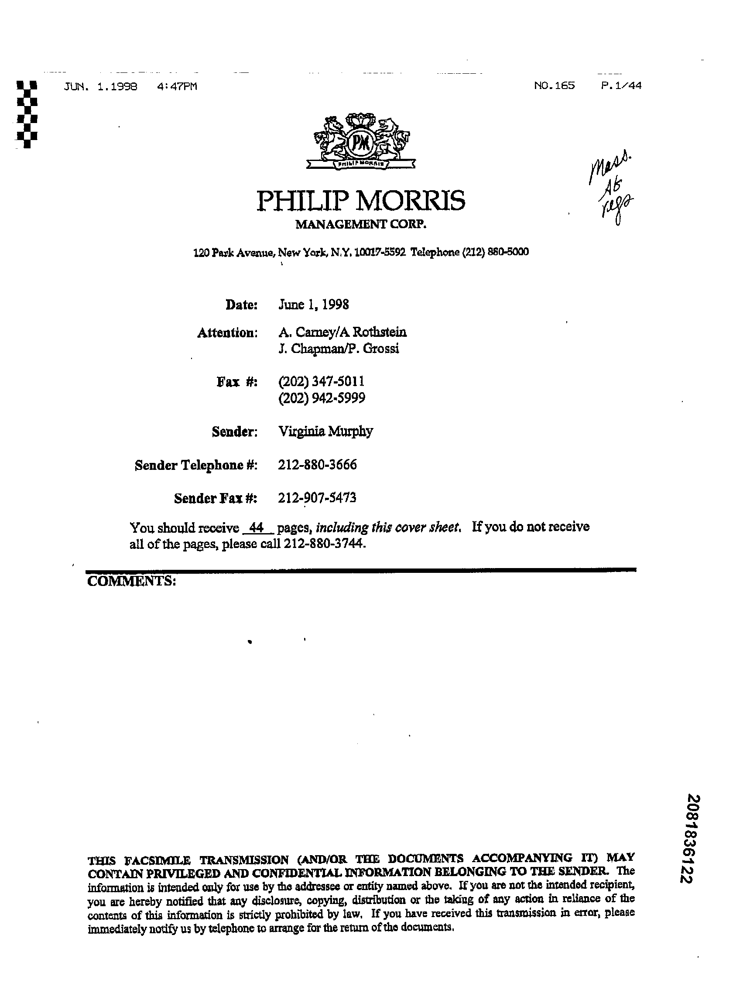 JUN. 1.1998 4:47PM NO.165 P.1/44
PM
PHILIP MORRIS
Mass.
AG
regs
PHILIP MORRIS
MANAGEMENT CORP.
120 Park Avenue, New York, N.Y. 10017-5592 Telephone (212) 880-5000
Date: June 1, 1998
Attention: A. Carney/A Rothstein
J. Chapman/P. Grossi
Fax #: (202) 347-5011
(202) 942-5999
Sender: Virginia Murphy
Sender Telephone #: 212-880-3666
Sender Fax #: 212-907-5473
You should receive 44 pages, including this cover sheet. If you do not receive
all of the pages, please call 212-880-3744.
COMMENTS:
THIS FACSIMILE TRANSMISSION (AND/OR THE DOCUMENTS ACCOMPANYING IT) MAY
CONTAIN PRIVILEGED AND CONFIDENTIAL INFORMATION BELONGING TO THE SENDER. The
information is intended only for use by the addressee or entity named above. If you are not the intended recipient,
you are hereby notified that any disclosure, copying, distribution or the taking of any action in reliance of the
contents of this information is strictly prohibited by law. If you have received this transmission in error, please
immediately notify us by telephone to arrange for the return of the documents.
2081836122